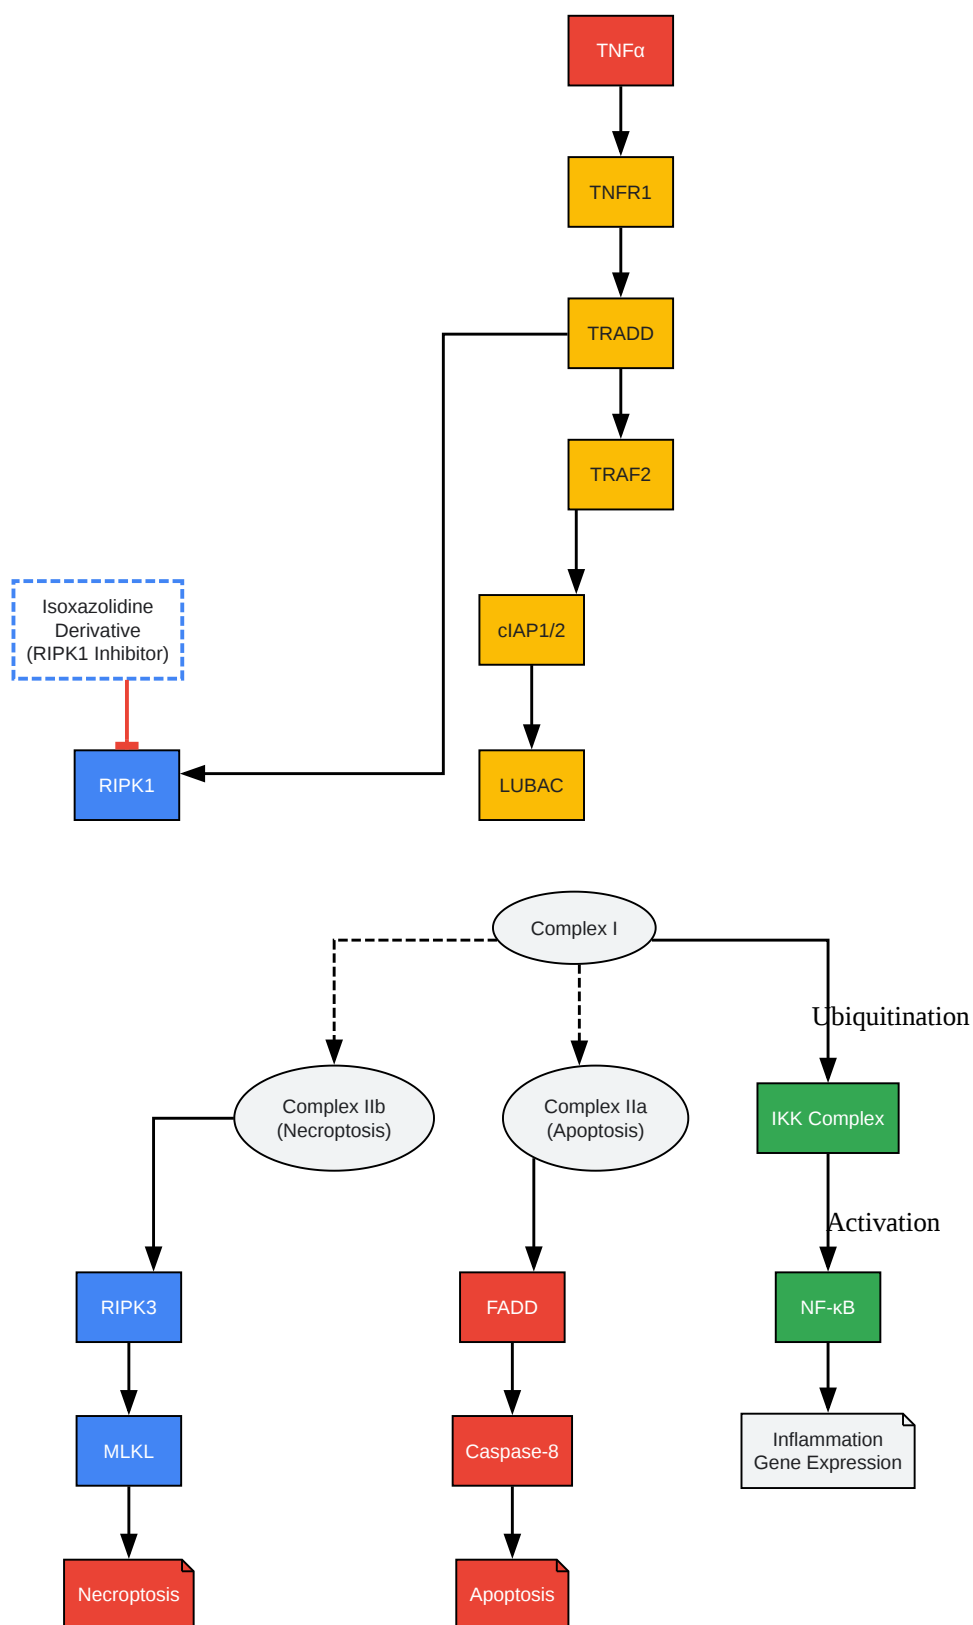 TNFα
TNFR1
TRADD
TRAF2
Isoxazolidine
Derivative
(RIPK1 Inhibitor)
cIAP1/2
RIPK1
LUBAC
Complex I
Ubiquitination
Complex IIb
(Necroptosis)
Complex IIa
(Apoptosis)
IKK Complex
Activation
RIPK3
FADD
NF-κB
MLKL
Caspase-8
Inflammation
Gene Expression
Necroptosis
Apoptosis